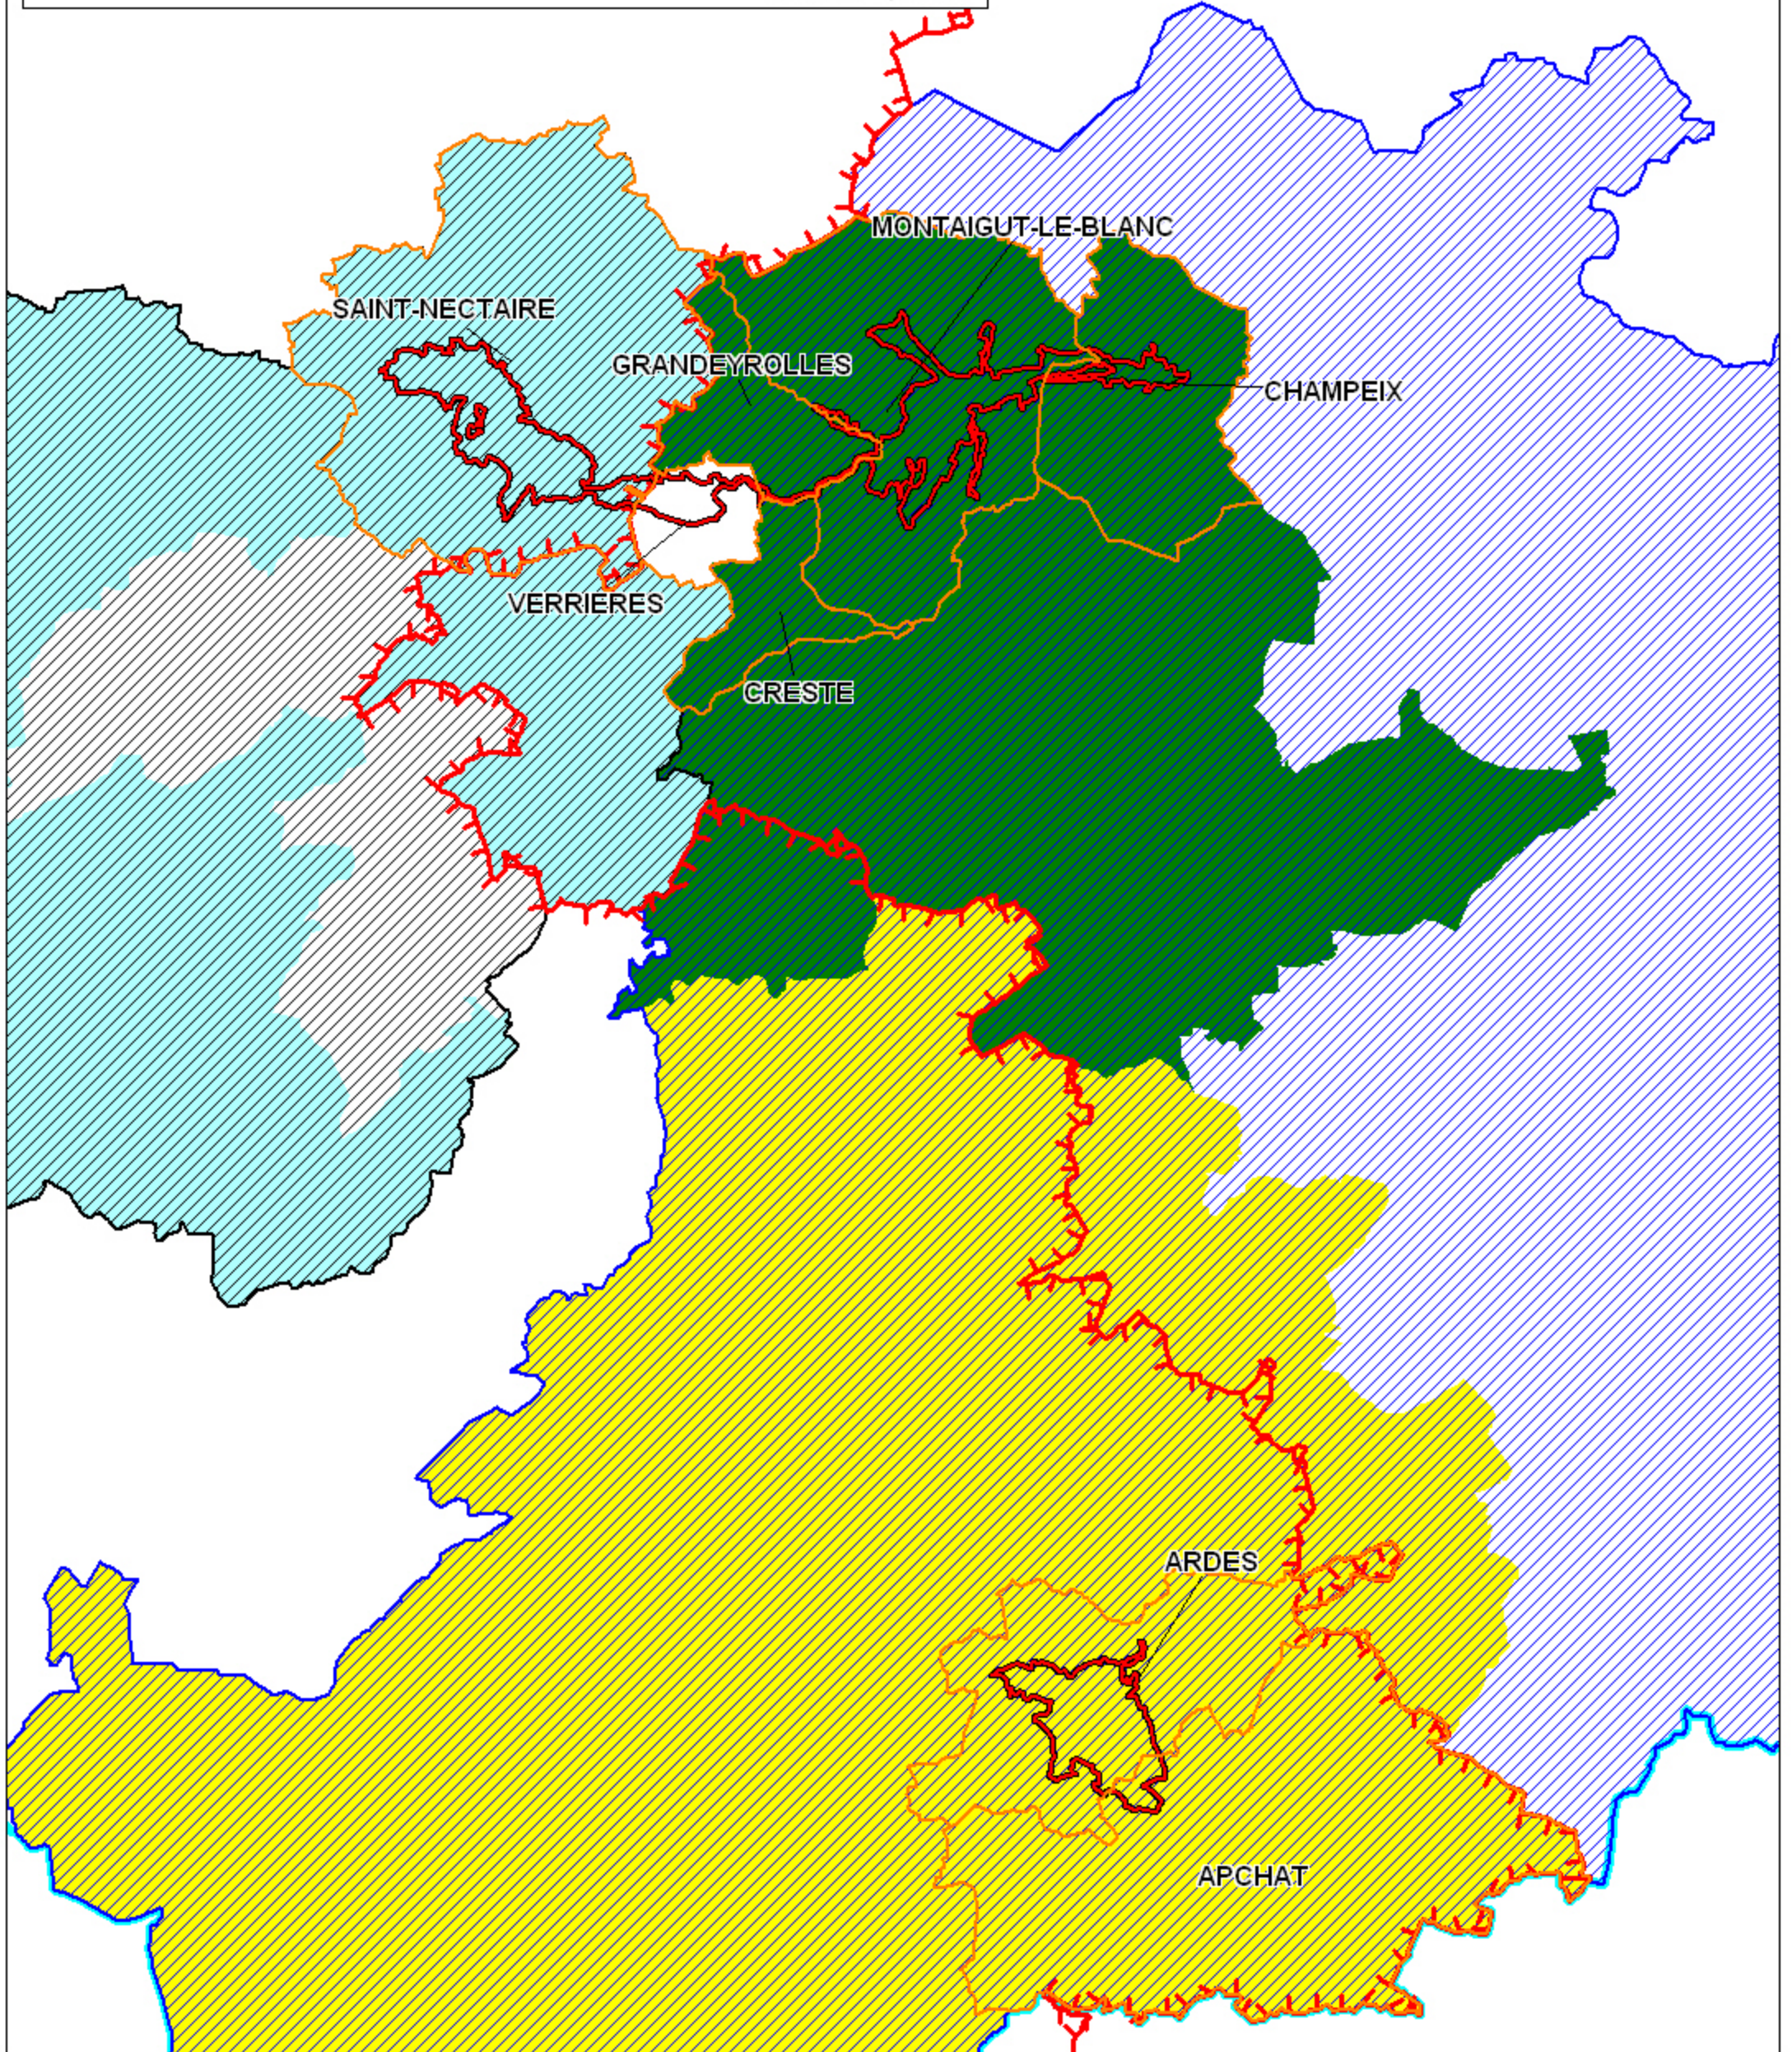 MONTAIGUT-LE-BLANC
SAINT-NECTAIRE
GRANDEYROLLES
CHAMPEIX
VERRIERES
CRESTE
ARDES
APCHAT